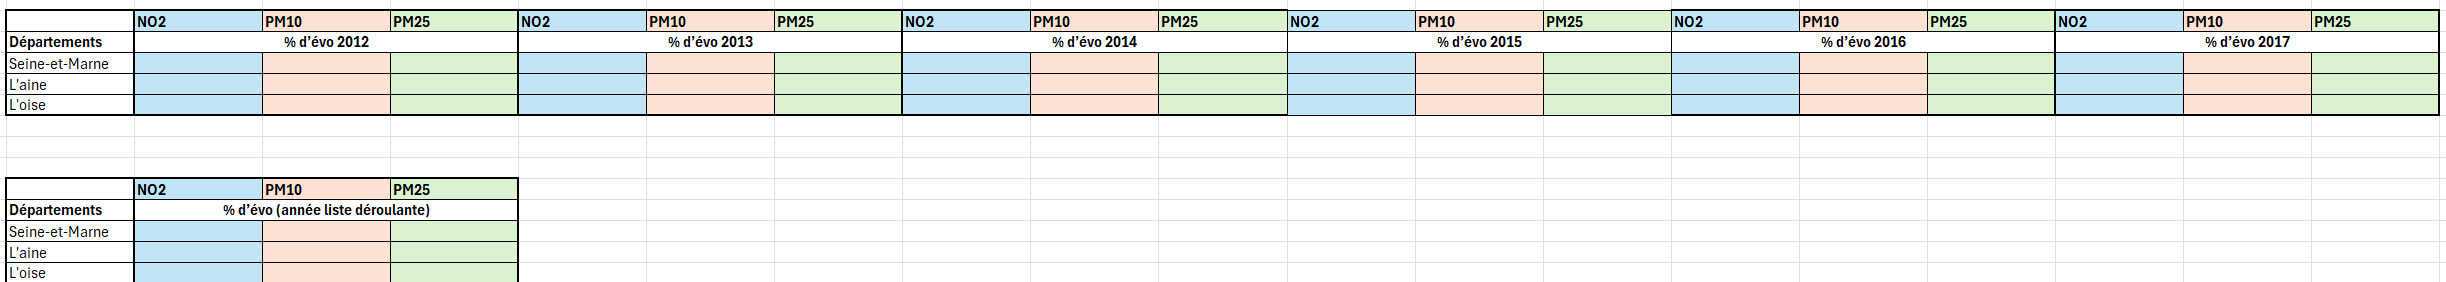 NO2 PM10 PM25 NO2 PM10 PM25 NO2 PM10 PM25 NO2 PM10 PM25 NO2 PM10 PM25 NO2 PM10 PM25
Départements % d’évo 2012 % d’évo 2013 % d’évo 2014 % d’évo 2015 % d’évo 2016 % d’évo 2017
Seine-et-Marne
L'aine
L'oise
NO2 PM10 PM25
Départements % d’évo (année liste déroulante)
Seine-et-Marne
L'aine
L'oise